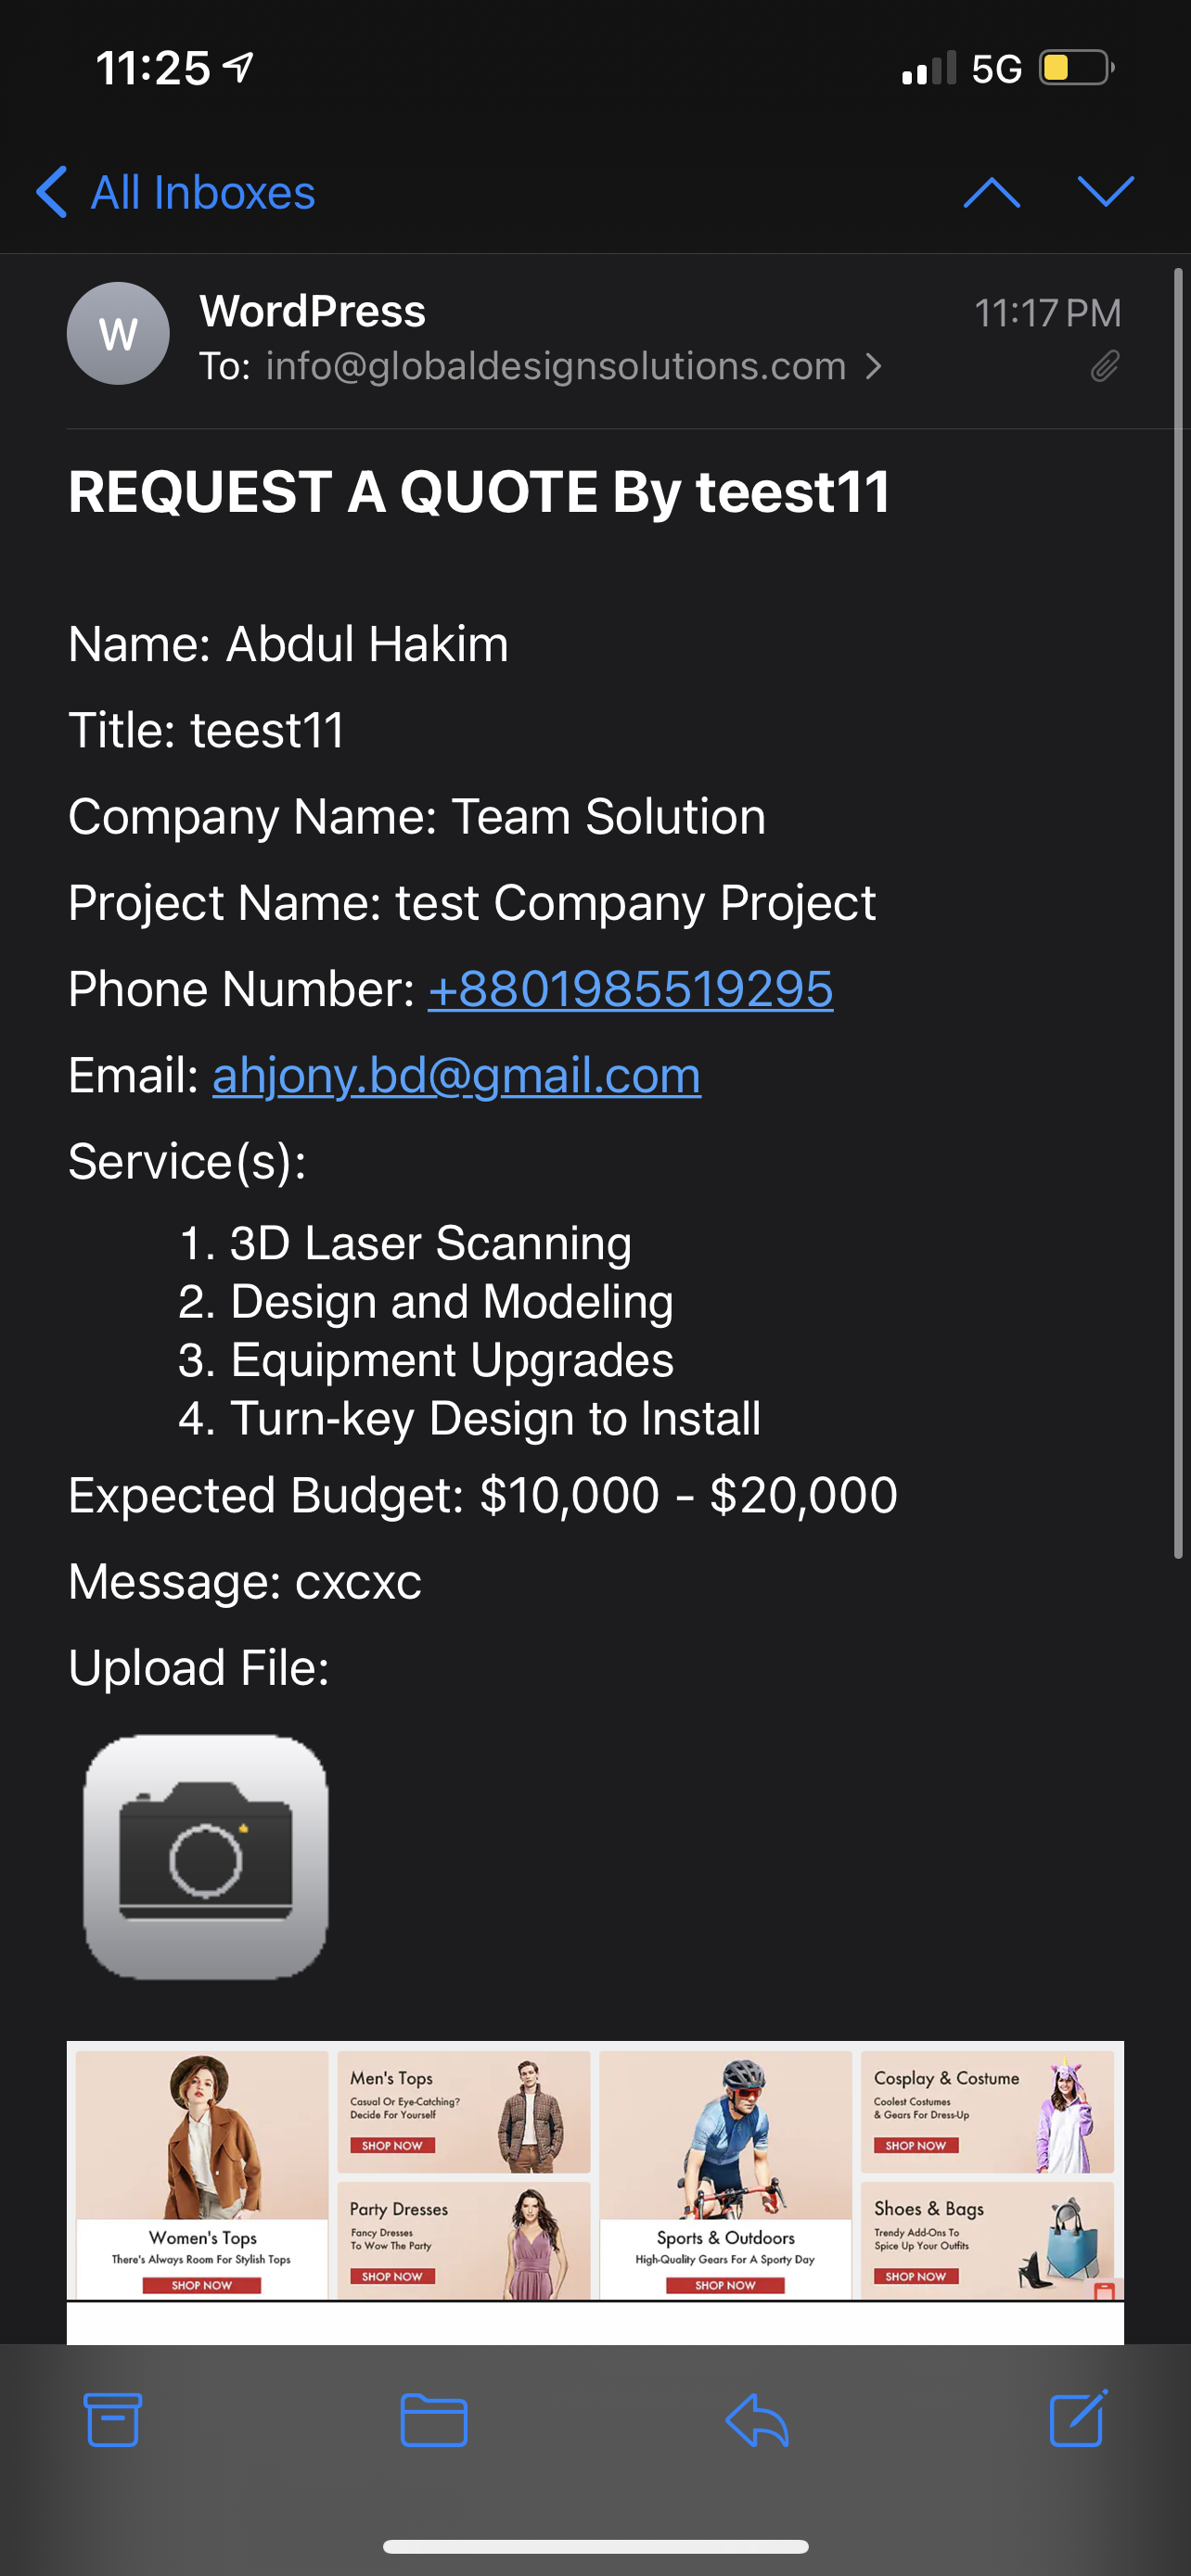 11:25
5G
All Inboxes
W
WordPress
11:17 PM
To: info@globaldesignsolutions.com
REQUEST A QUOTE By teest11
Name: Abdul Hakim
Title: teest11
Company Name: Team Solution
Project Name: test Company Project
Phone Number: +8801985519295
Email: ahjony.bd@gmail.com
Service(s):
1. 3D Laser Scanning
2. Design and Modeling
3. Equipment Upgrades
4. Turn-key Design to Install
Expected Budget: $10,000 - $20,000
Message: cxcxc
Upload File:
Women's Tops
There's Always Room For Stylish Tops
SHOP NOW
Men's Tops
Casual Or Eye-Catching?
Decide For Yourself
SHOP NOW
Party Dresses
Fancy Dresses
To Wow The Party
SHOP NOW
Sports & Outdoors
High-Quality Gears For A Sporty Day
SHOP NOW
Cosplay & Costume
Coolest Costumes
& Gears For Dress-Up
SHOP NOW
Shoes & Bags
Trendy Add-Ons To
Spice Up Your Outfits
SHOP NOW